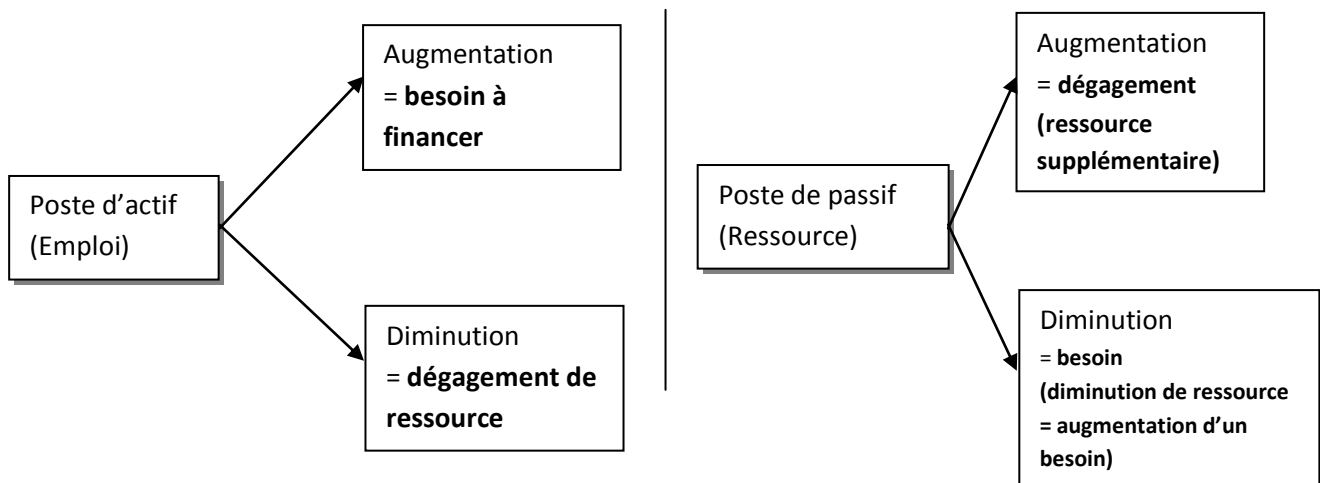 Poste d’actif
(Emploi)
Augmentation
= besoin à
financer
Diminution
= dégagement de
ressource
Poste de passif
(Ressource)
Augmentation
= dégagement
(ressource
supplémentaire)
Diminution
= besoin
(diminution de ressource
= augmentation d’un
besoin)